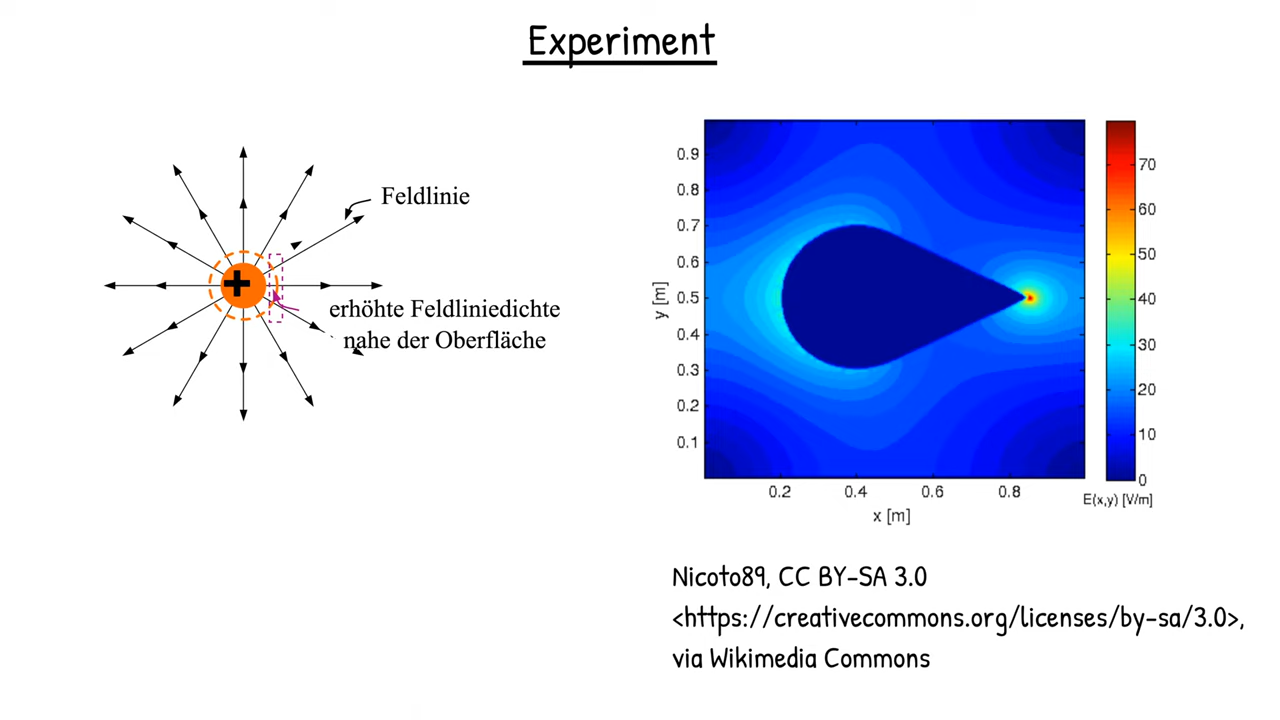 Experiment
Feldlinie
+
erhöhte Feldliniedichte
nahe der Oberfläche
0.9
0.8
0.7
0.6
0.5
0.4
0.3
0.2
0.1
y [m]
0.2 0.4 0.6 0.8
x [m]
70
60
50
40
30
20
10
0
E(x,y) [V/m]
Nicoto89, CC BY-SA 3.0
<https://creativecommons.org/licenses/by-sa/3.0>,
via Wikimedia Commons